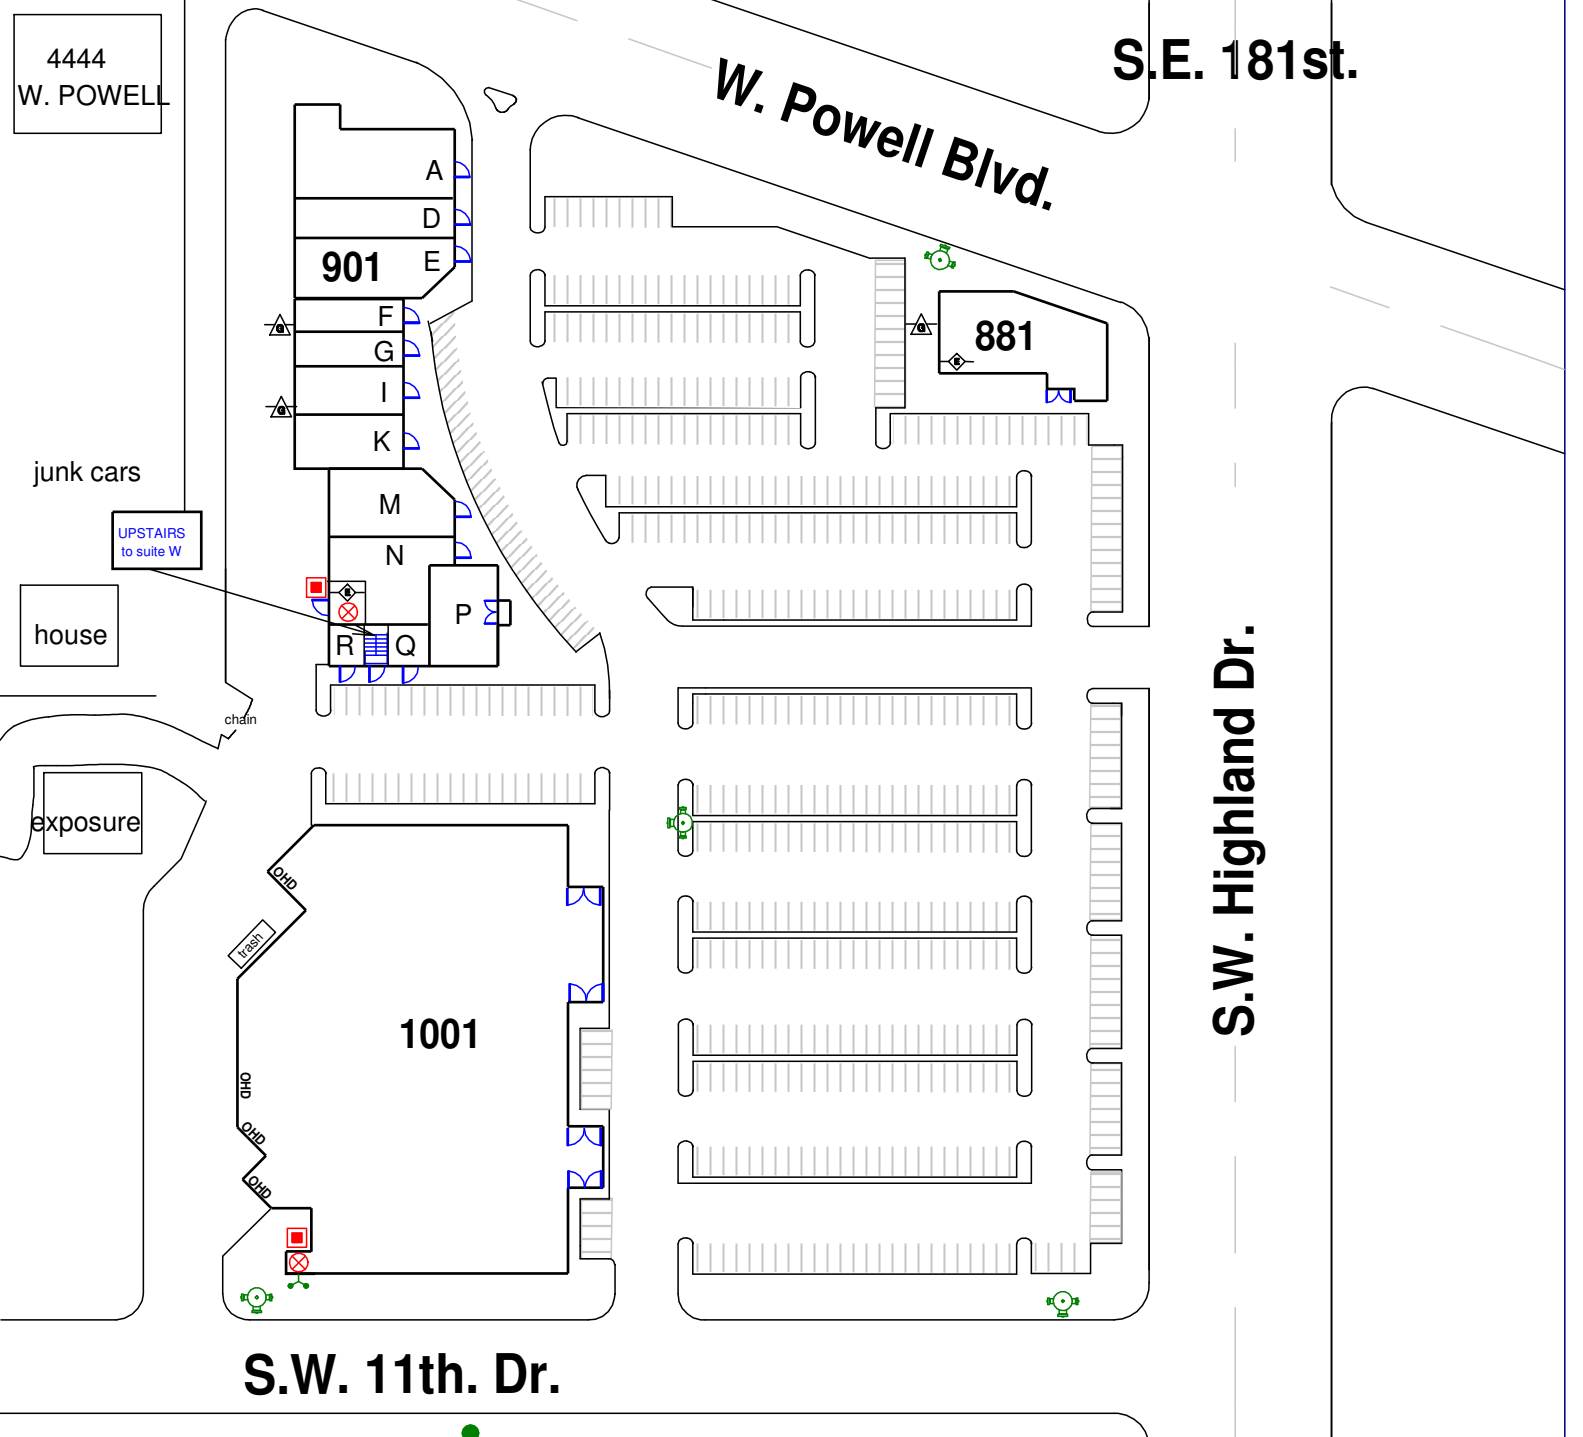 4444
W. POWELL
S.E. 181st.
W. Powell Blvd.
A
D
E
901
F
G
G
G
881
E
G
I
G
K
junk cars
M
UPSTAIRS
to suite W
N
E
P
house
R
Q
chain
exposure
OHD
trash
1001
OHD
OHD
OHD
S.W. Highland Dr.
S.W. 11th. Dr.